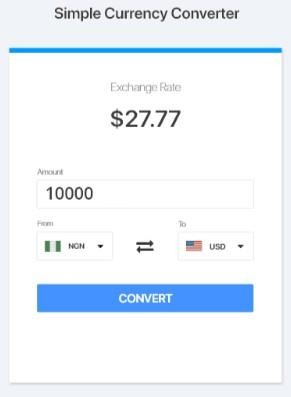 Simple Currency Converter
Exchange Rate
$27.77
Amount
10000
From
To
NGN
USD
CONVERT